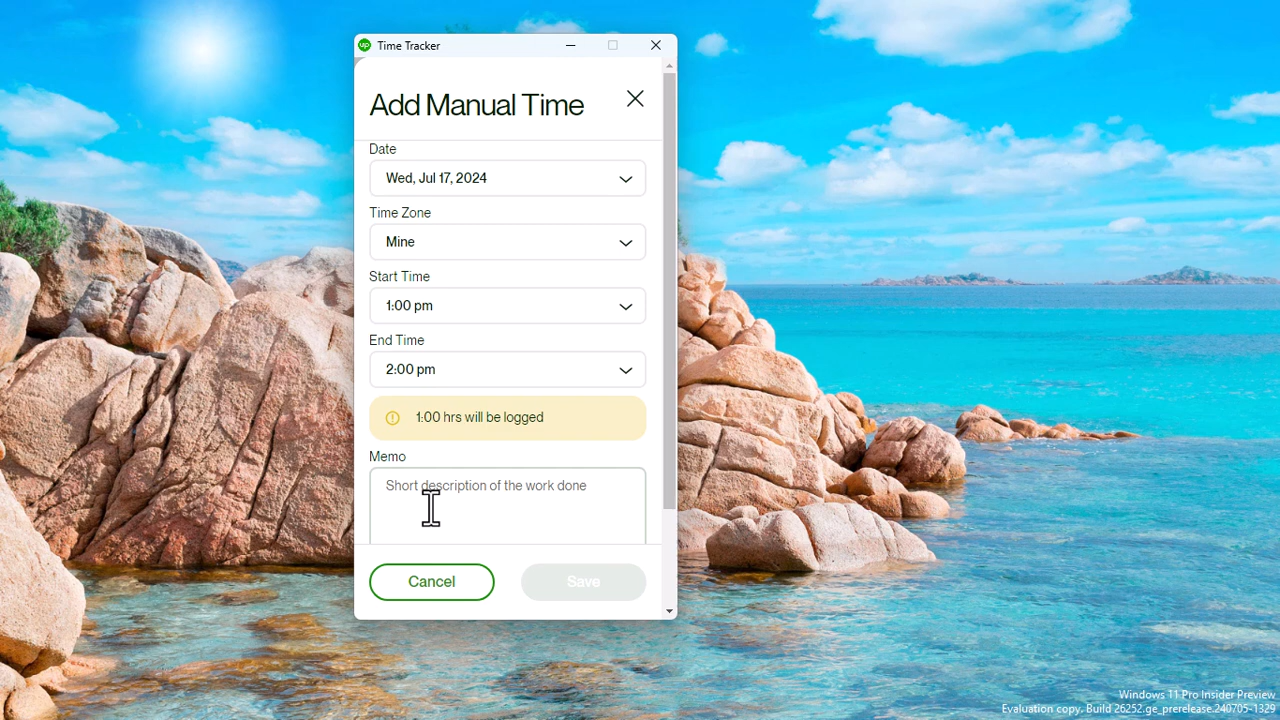 up Time Tracker
Add Manual Time
Date
Wed, Jul 17, 2024
Time Zone
Mine
Start Time
1:00 pm
End Time
2:00 pm
1:00 hrs will be logged
Memo
Short description of the work done
Cancel
Save
Windows 11 Pro Insider Preview
Evaluation copy. Build 26252.ge_prerelease.240705-1329